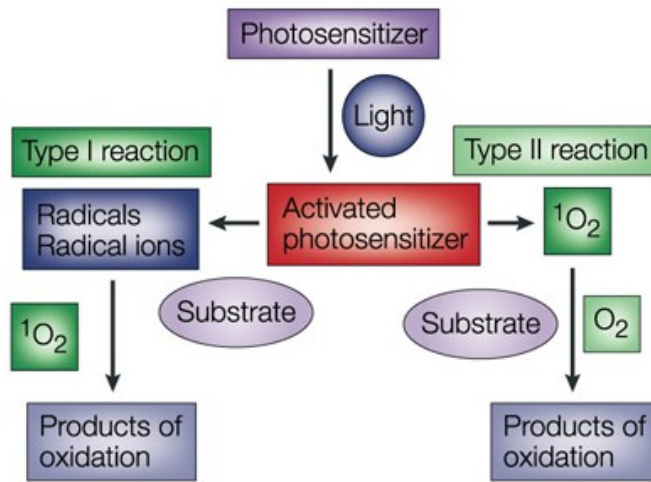 Photosensitizer
Light
Type I reaction
Type II reaction
Radicals
Radical ions
Activated
photosensitizer
¹O₂
Substrate
Substrate
¹O₂
O₂
Products of
oxidation
Products of
oxidation